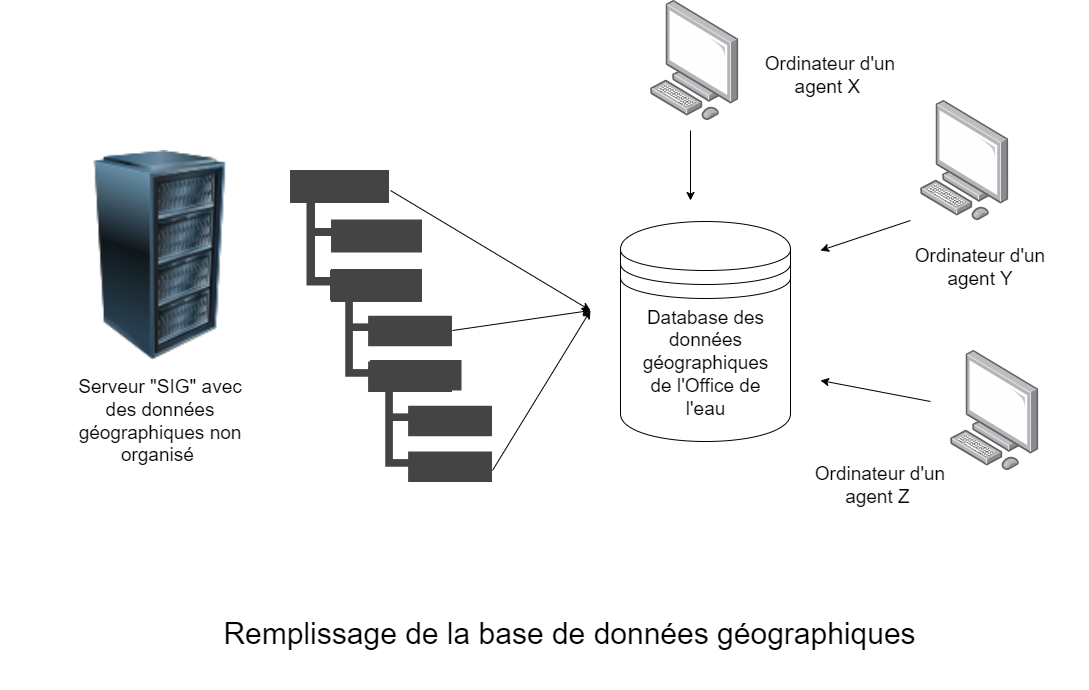 Ordinateur d'un
agent X
Ordinateur d'un
agent Y
Database des
données
géographiques
de l'Office de
l'eau
Serveur "SIG" avec
des données
géographiques non
organisé
Ordinateur d'un
agent Z
Remplissage de la base de données géographiques